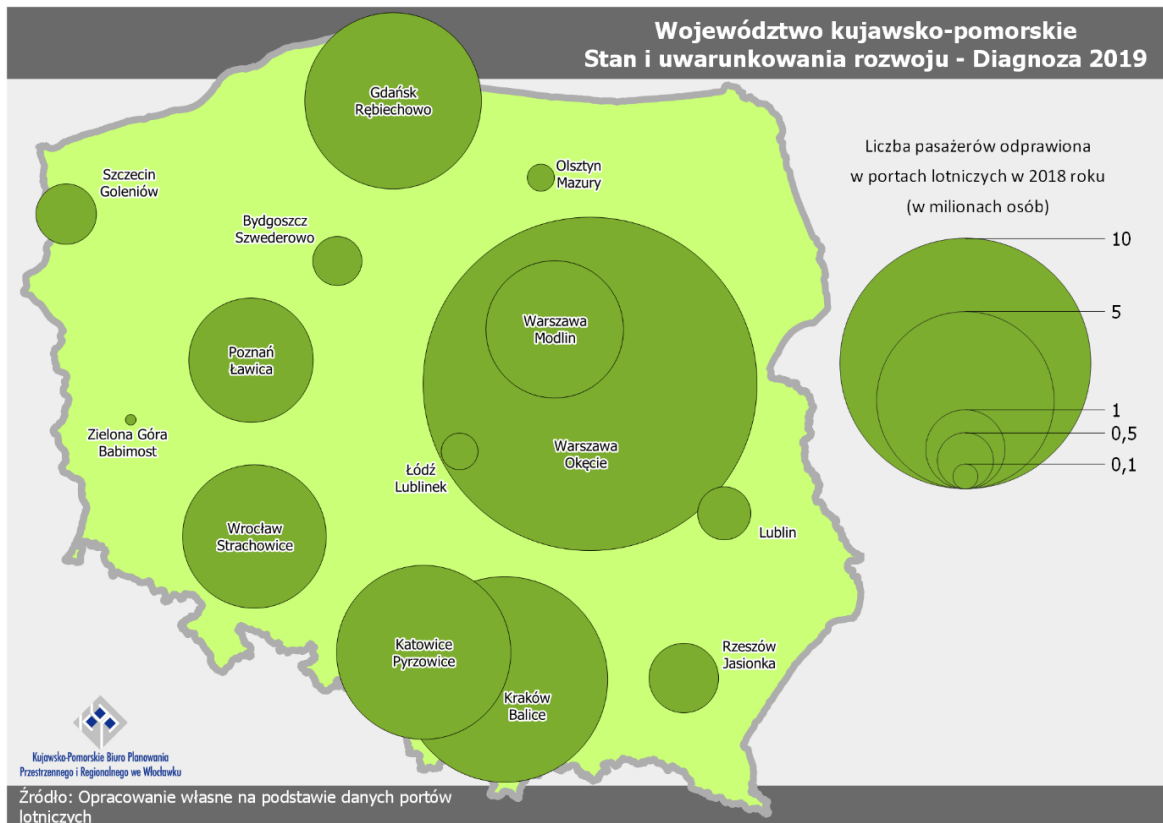 Województwo kujawsko-pomorskie
Stan i uwarunkowania rozwoju - Diagnoza 2019
Gdańsk
Rębiechowo
Olsztyn
Mazury
Szczecin
Goleniów
Bydgoszcz
Szwederowo
Warszawa
Modlin
Poznań
Ławica
Zielona Góra
Babimost
Warszawa
Okęcie
Łódź
Lublinek
Lublin
Wrocław
Strachowice
Katowice
Pyrzowice
Kraków
Balice
Rzeszów
Jasionka
Liczba pasażerów odprawiona
w portach lotniczych w 2018 roku
(w milionach osób)
10
5
1
0,5
0,1
Kujawsko-Pomorskie Biuro Planowania
Przestrzennego i Regionalnego we Włocławku
Źródło: Opracowanie własne na podstawie danych portów
lotniczych